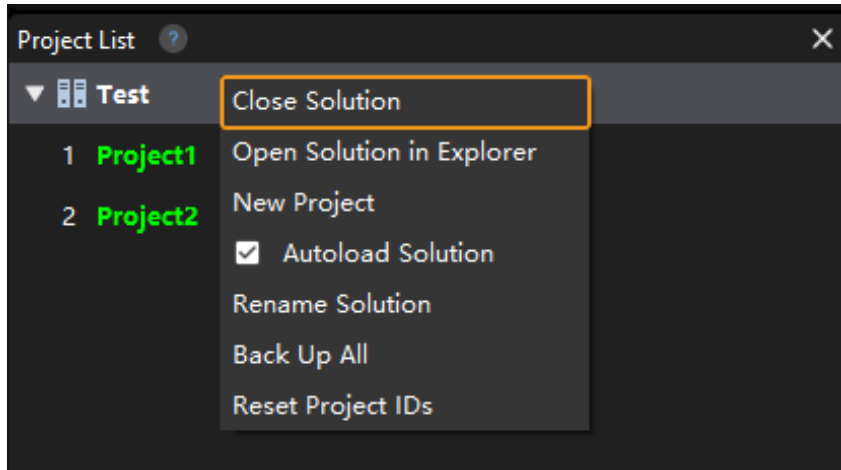 Project List ?
Test
1 Project1
2 Project2
Close Solution
Open Solution in Explorer
New Project
Autoload Solution
Rename Solution
Back Up All
Reset Project IDs